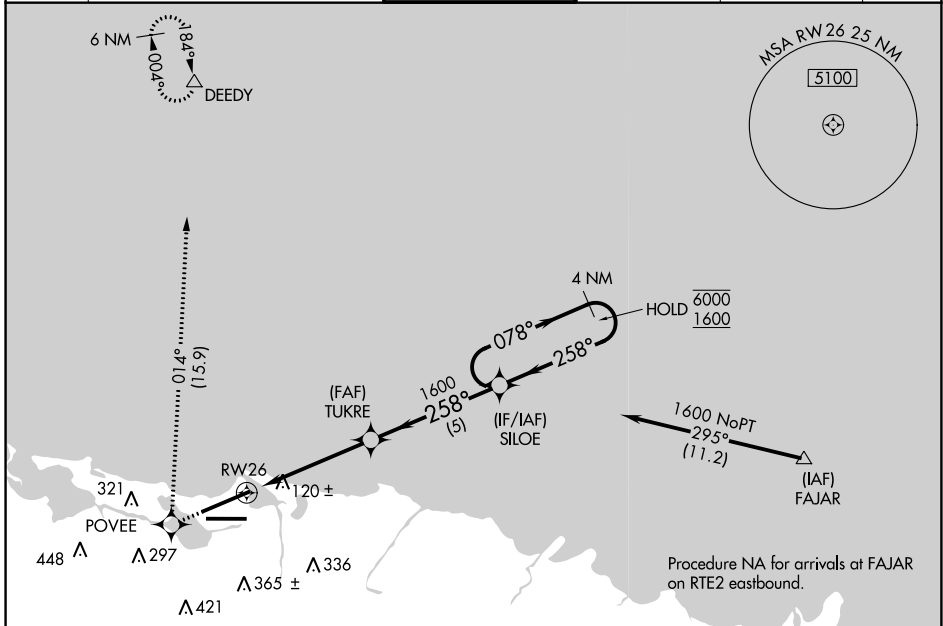 6 NM
184°
004°
DEEDY
MSA RW 26 25 NM
5100
4 NM
HOLD 6000
1600
078°
258°
014°
(15.9)
(FAF)
TUKRE
1600
258°
(5)
(IF/IAF)
SILOE
1600 NoPT
295°
(11.2)
(IAF)
FAJAR
RW26
120 ±
321
POVEE
448
297
336
365 ±
421
Procedure NA for arrivals at FAJAR
on RTE2 eastbound.